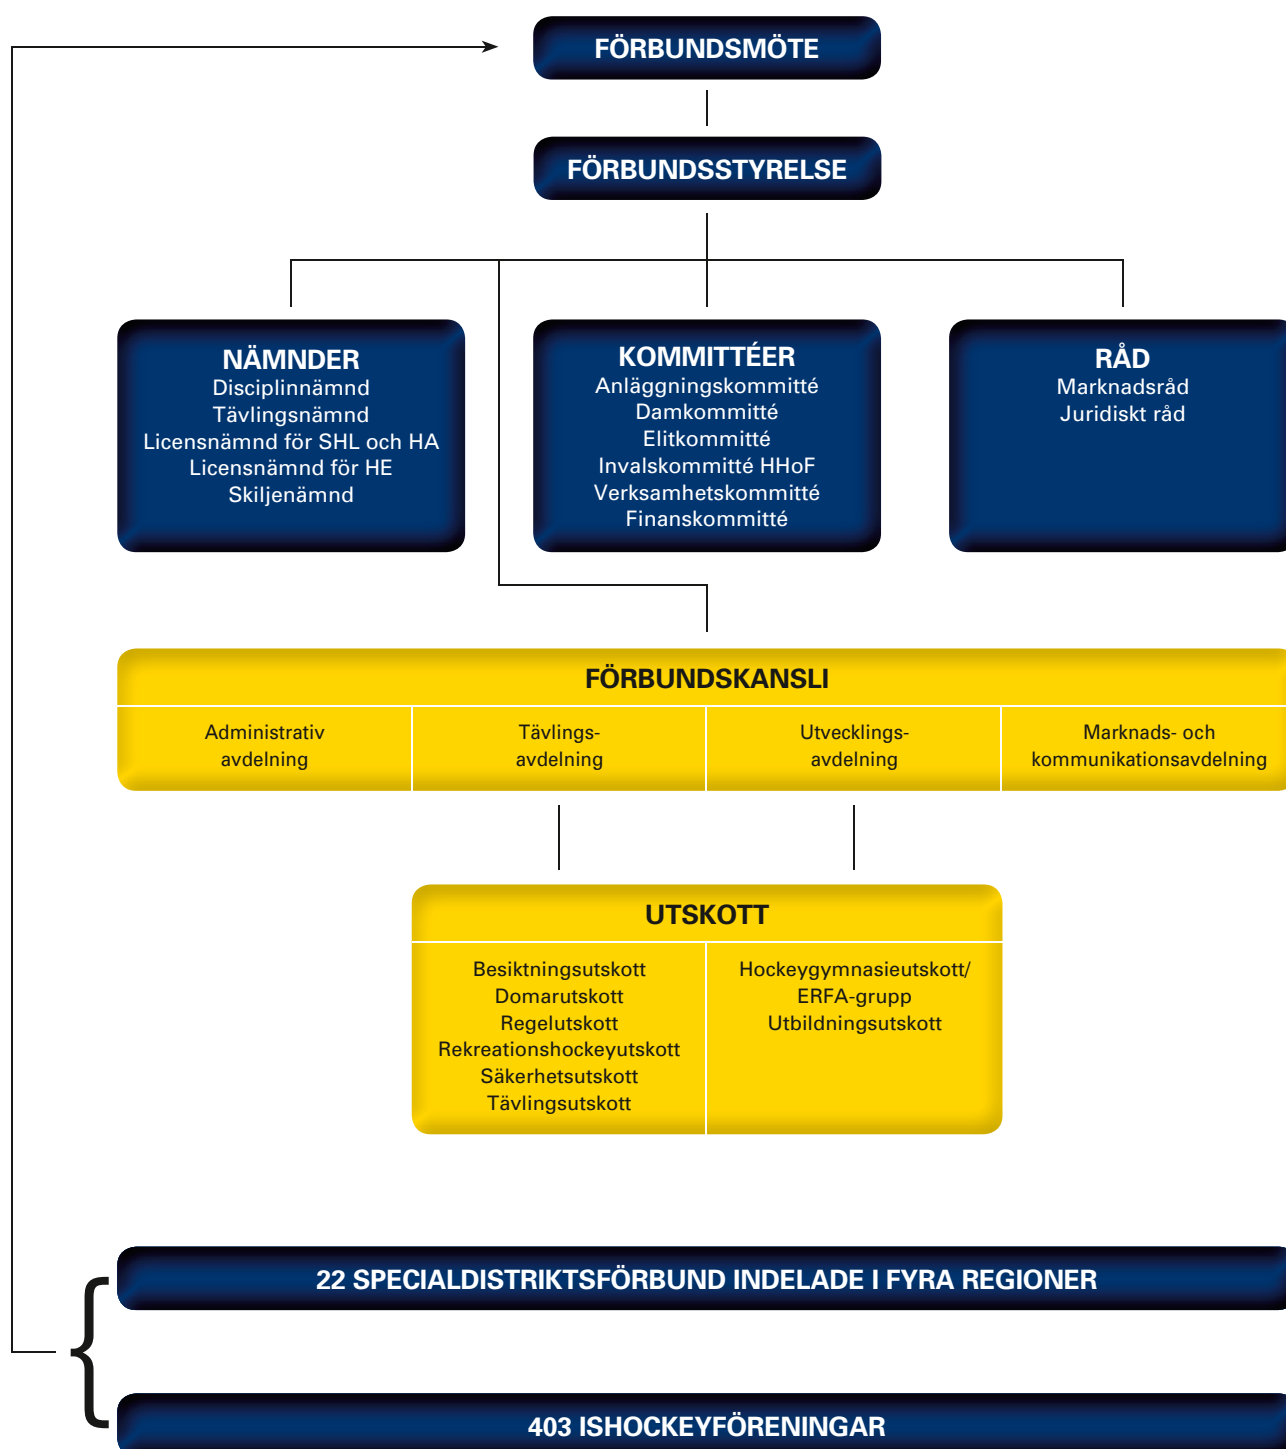 FÖRBUNDSMÖTE
FÖRBUNDSSTYRELSE
NÄMNDER
Disciplinnämnd
Tävlingsnämnd
Licensnämnd för SHL och HA
Licensnämnd för HE
Skiljenämnd
KOMMITTÉER
Anläggningskommitté
Damkommitté
Elitkommitté
Invalskommitté HHoF
Verksamhetskommitté
Finanskommitté
RÅD
Marknadsråd
Juridiskt råd
FÖRBUNDSKANSLI
Administrativ
avdelning
Tävlings-
avdelning
Utvecklings-
avdelning
Marknads- och
kommunikationsavdelning
UTSKOTT
Besiktningsutskott
Domarutskott
Regelutskott
Rekreationshockeyutskott
Säkerhetsutskott
Tävlingsutskott
Hockeygymnasieutskott/
ERFA-grupp
Utbildningsutskott
22 SPECIALDISTRIKTSFÖRBUND INDELADE I FYRA REGIONER
403 ISHOCKEYFÖRENINGAR